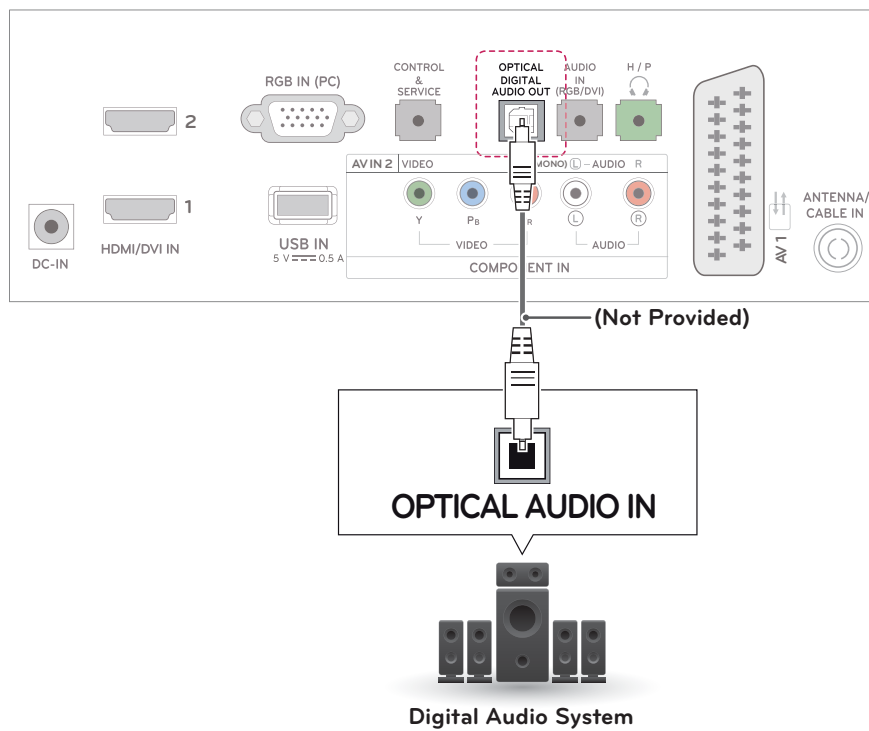 RGB IN (PC)
CONTROL
&
SERVICE
OPTICAL
DIGITAL
AUDIO OUT
AUDIO
IN
(RGB/DVI)
H / P
2
1
HDMI/DVI IN
DC-IN
USB IN
5 V 0.5 A
AV IN 2 VIDEO
MONO) L AUDIO R
Y
PB
R
L
R
VIDEO
AUDIO
COMPO ENT IN
AV 1
ANTENNA/
CABLE IN
(Not Provided)
OPTICAL AUDIO IN
Digital Audio System